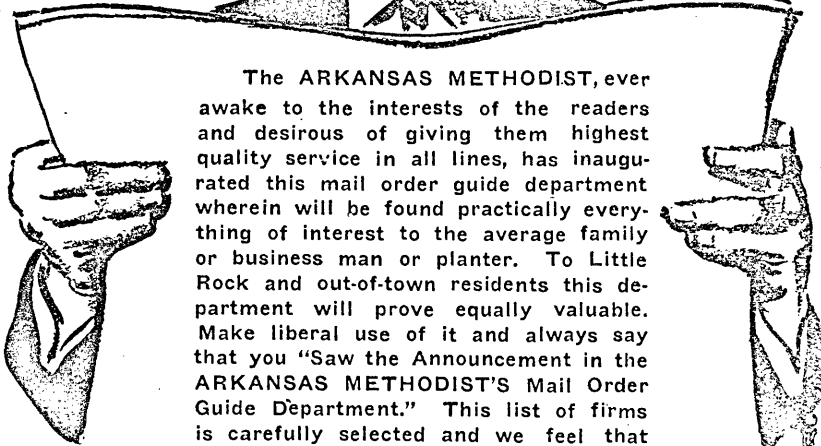 The ARKANSAS METHODIST, ever
awake to the interests of the readers
and desirous of giving them highest
quality service in all lines, has inaugu-
rated this mail order guide department
wherein will be found practically every-
thing of interest to the average family
or business man or planter. To Little
Rock and out-of-town residents this de-
partment will prove equally valuable.
Make liberal use of it and always say
that you "Saw the Announcement in the
ARKANSAS METHODIST'S Mail Order
Guide Department." This list of firms
is carefully selected and we feel that